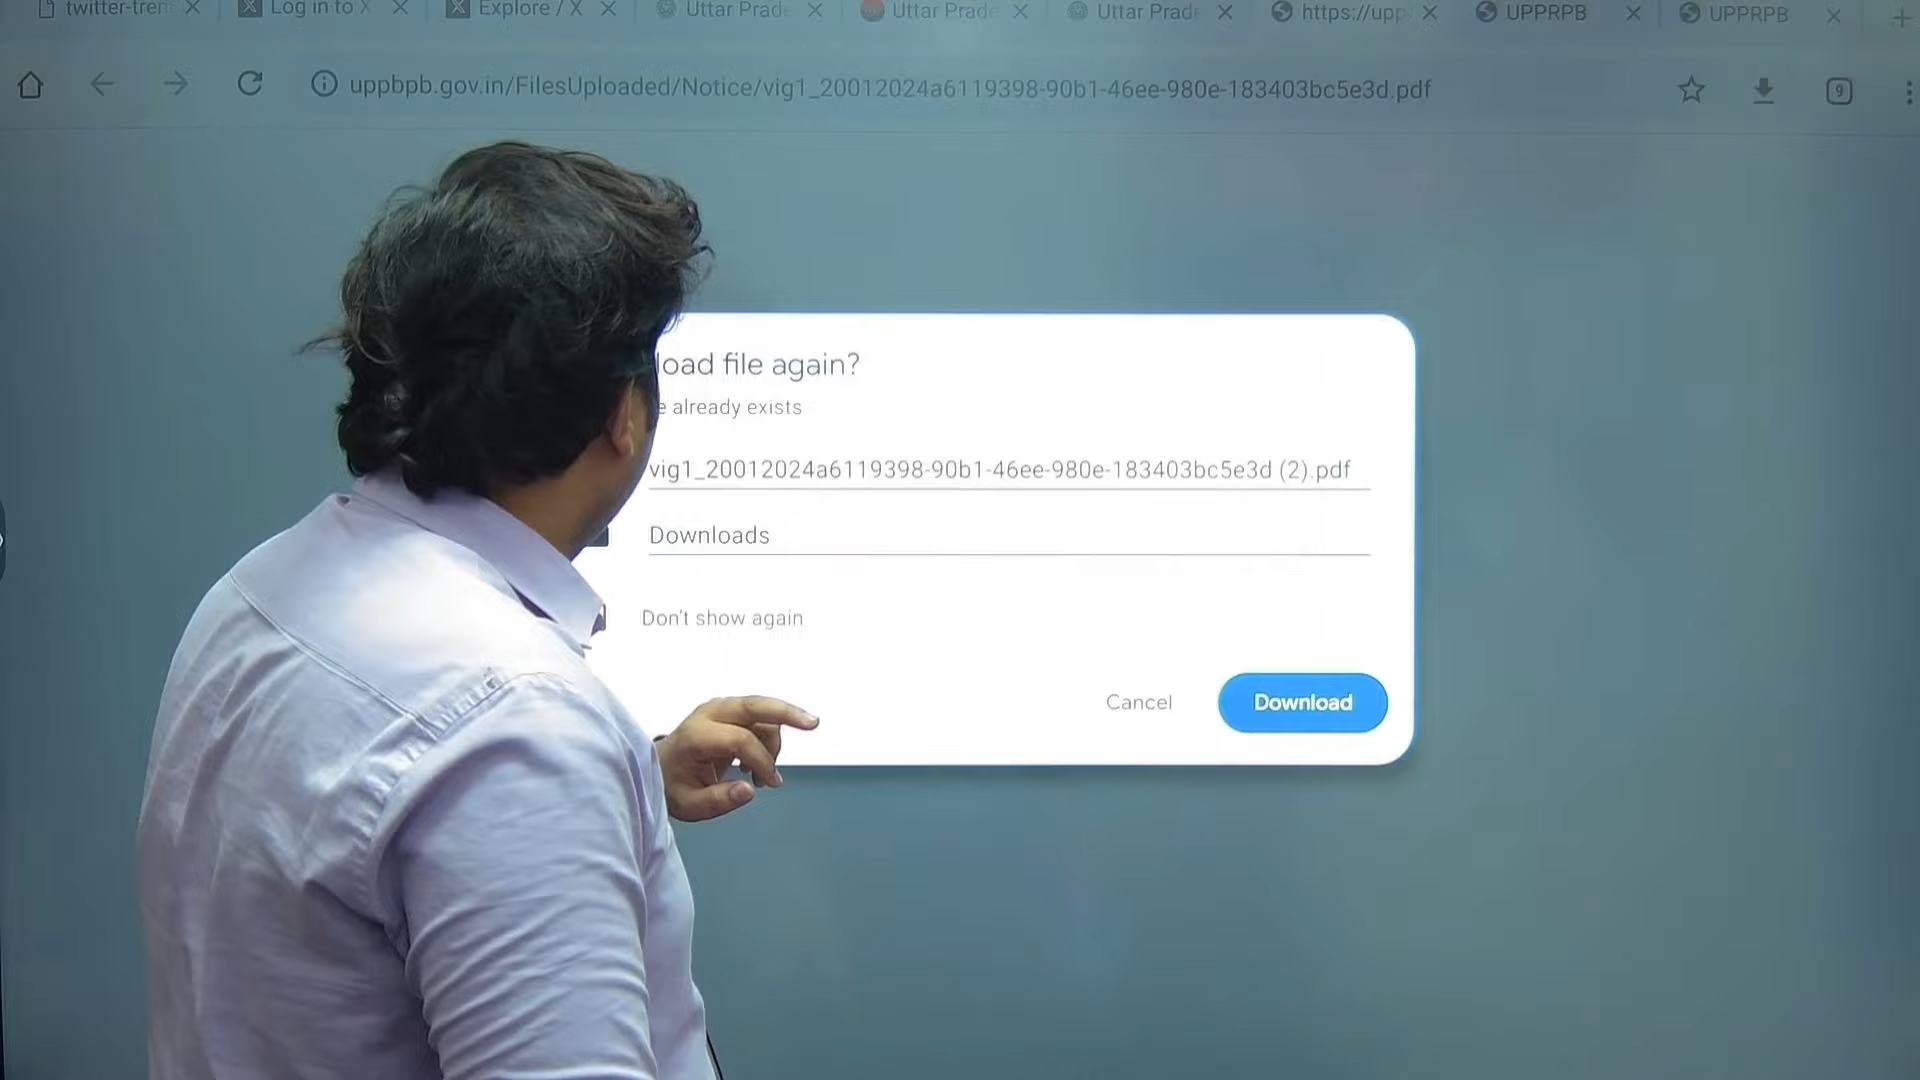 twitter-tren
Log in to X
Explore / X
Uttar Prade
Uttar Prade
Uttar Prade
https://upp
UPPRPB
UPPRPB
uppbpb.gov.in/FilesUploaded/Notice/vig1_20012024a6119398-90b1-46ee-980e-183403bc5e3d.pdf
9
load file again?
e already exists
vig1_20012024a6119398-90b1-46ee-980e-183403bc5e3d (2).pdf
Downloads
Don't show again
Cancel
Download